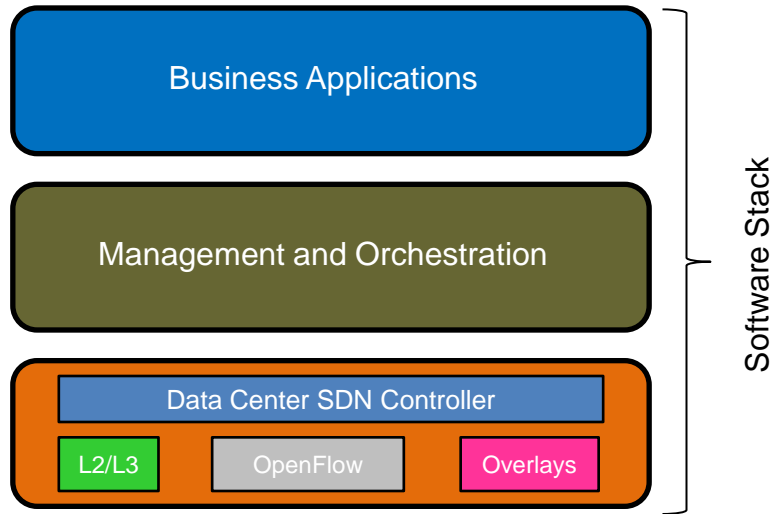 Business Applications
Management and Orchestration
Data Center SDN Controller
L2/L3
OpenFlow
Overlays
Software Stack